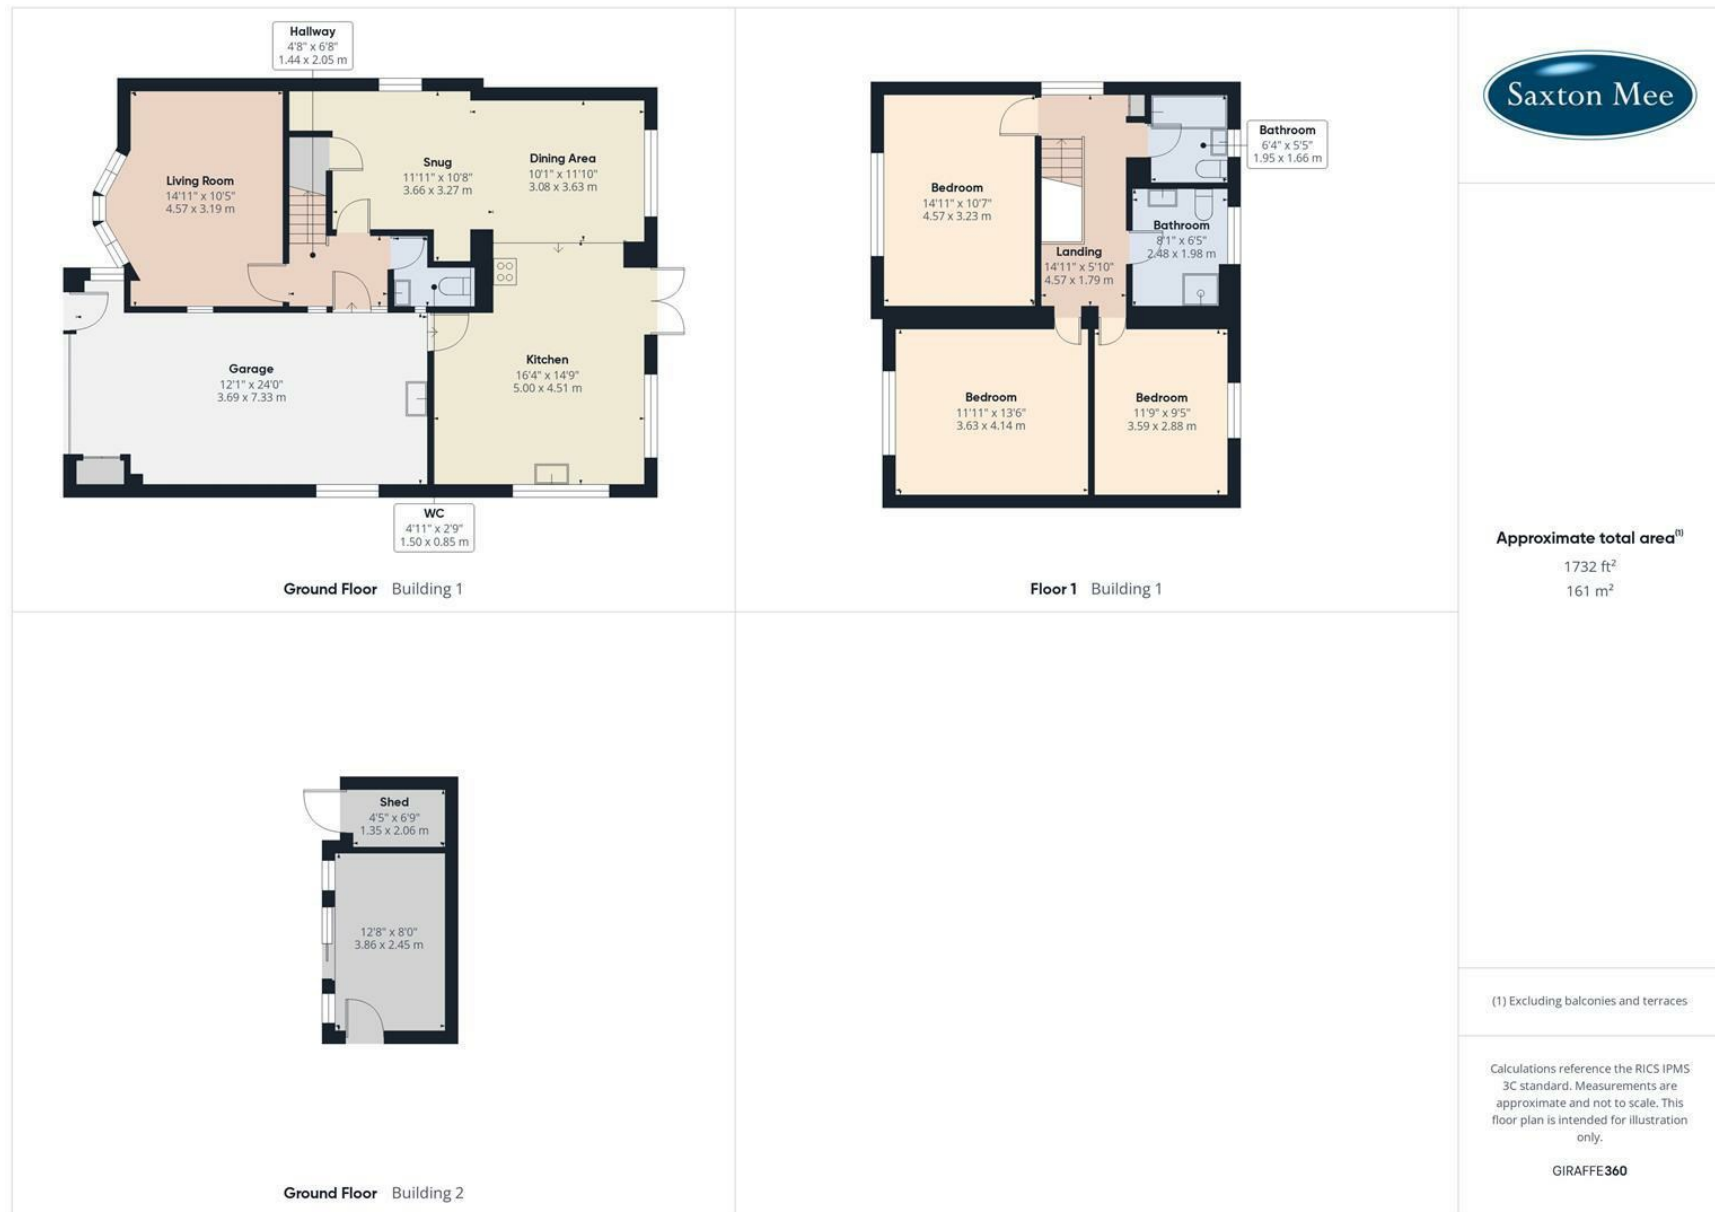 Hallway
4'8" x 6'8"
1.44 x 2.05 m
Living Room
14'11" x 10'5"
4.57 x 3.19 m
Snug
11'11" x 10'8"
3.66 x 3.27 m
Dining Area
10'1" x 11'10"
3.08 x 3.63 m
Garage
12'1" x 24'0"
3.69 x 7.33 m
Kitchen
16'4" x 14'9"
5.00 x 4.51 m
WC
4'11" x 2'9"
1.50 x 0.85 m
Ground Floor Building 1
Bedroom
14'11" x 10'7"
4.57 x 3.23 m
Bathroom
6'4" x 5'5"
1.95 x 1.66 m
Bathroom
8'1" x 6'5"
2.48 x 1.98 m
Landing
14'11" x 5'10"
4.57 x 1.79 m
Bedroom
11'11" x 13'6"
3.63 x 4.14 m
Bedroom
11'9" x 9'5"
3.59 x 2.88 m
Floor 1 Building 1
Shed
4'5" x 6'9"
1.35 x 2.06 m
12'8" x 8'0"
3.86 x 2.45 m
Ground Floor Building 2
Saxton Mee
Approximate total area(1)
1732 ft²
161 m²
(1) Excluding balconies and terraces
Calculations reference the RICS IPMS
3C standard. Measurements are
approximate and not to scale. This
floor plan is intended for illustration
only.
GIRAFFE360